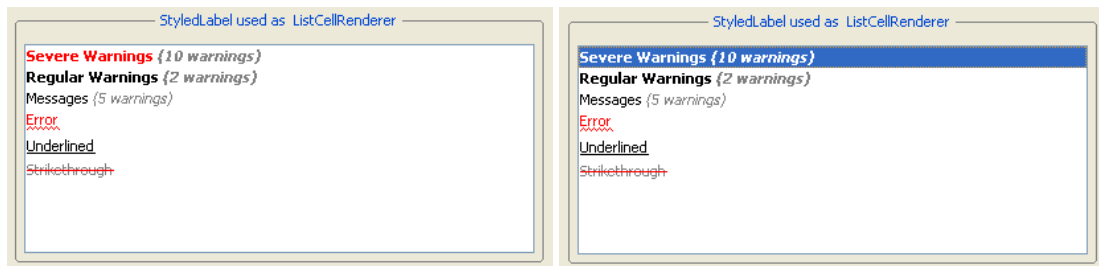 StyledLabel used as ListCellRenderer
Severe Warnings {10 warnings}
Regular Warnings {2 warnings}
Messages {5 warnings}
Error
Underlined
Strikethrough
StyledLabel used as ListCellRenderer
Severe Warnings {10 warnings}
Regular Warnings {2 warnings}
Messages {5 warnings}
Error
Underlined
Strikethrough